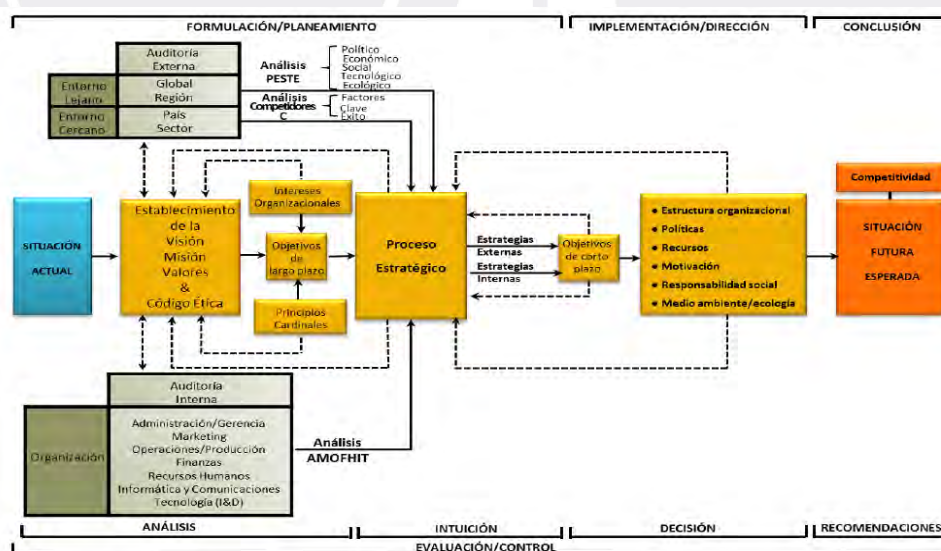 FORMULACIÓN/PLANEAMIENTO
IMPLEMENTACIÓN/DIRECCIÓN
CONCLUSIÓN
Auditoría
Externa
Entorno
Lejano
Global
Región
Entorno
Cercano
País
Sector
Análisis
PESTE
Político
Económico
Social
Tecnológico
Ecológico
Análisis
Competidores
C
Factores
Clave
Éxito
SITUACIÓN
ACTUAL
Establecimiento
de la
Visión
Misión
Valores
&
Código Ética
Intereses
Organizacionales
Objetivos
de
largo plazo
Principios
Cardinales
Proceso
Estratégico
Estrategias
Externas
Estrategias
Internas
Objetivos
de corto
plazo
• Estructura organizacional
• Políticas
• Recursos
• Motivación
• Responsabilidad social
• Medio ambiente/ecología
Competitividad
SITUACIÓN
FUTURA
ESPERADA
Auditoría
Interna
Organización
Administración/Gerencia
Marketing
Operaciones/Producción
Finanzas
Recursos Humanos
Informática y Comunicaciones
Tecnología (I&D)
Análisis
AMOFHIT
ANÁLISIS
INTUICIÓN
DECISIÓN
RECOMENDACIONES
EVALUACIÓN/CONTROL